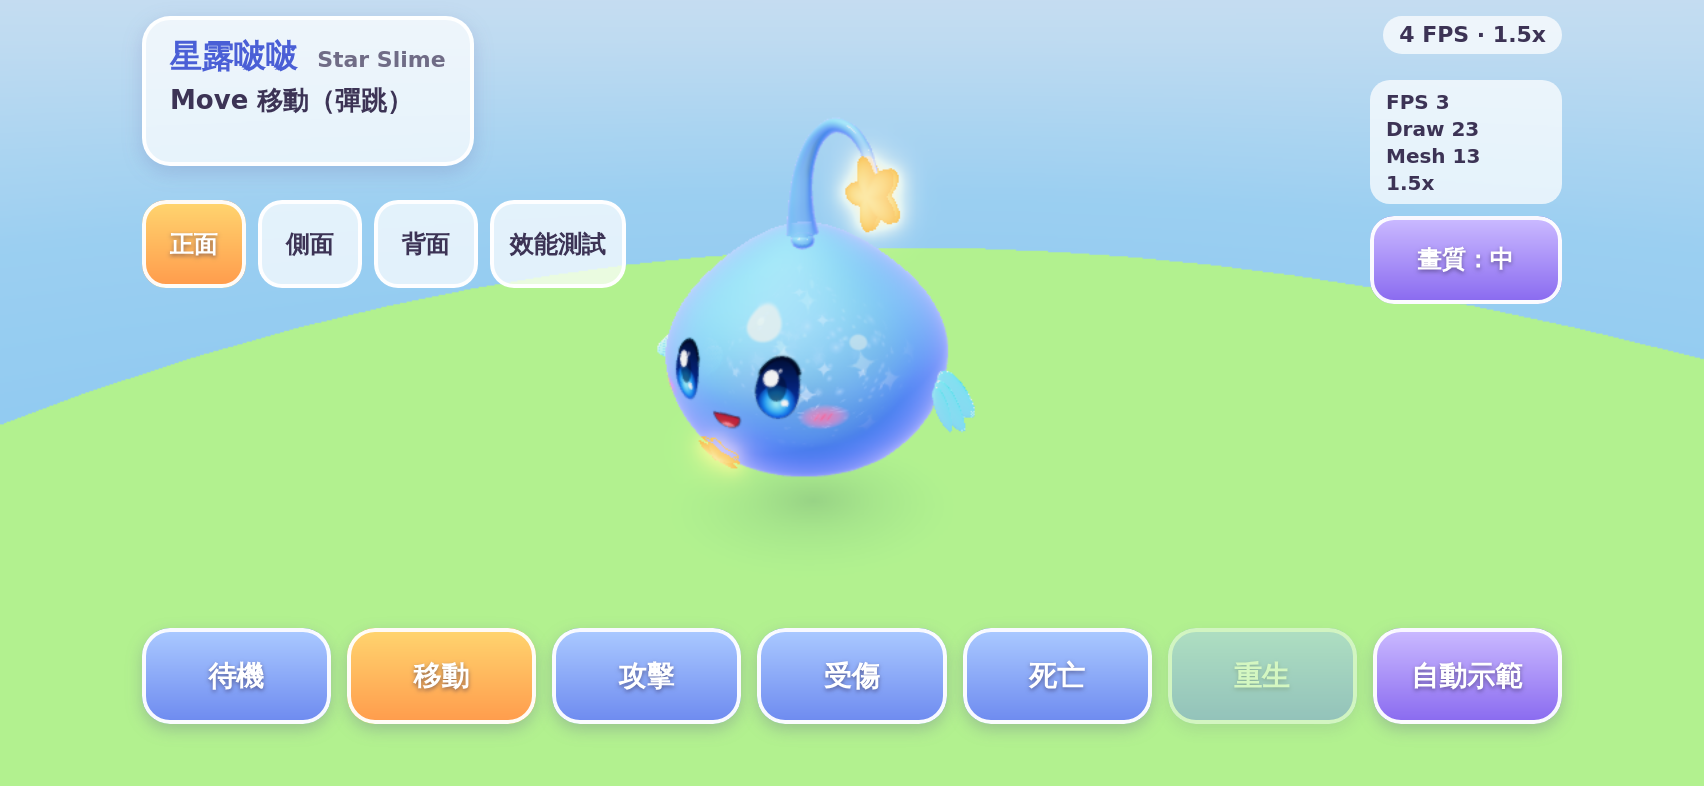 星露啵啵 Star Slime
Move 移動（彈跳）
4 FPS · 1.5x
FPS 3
Draw 23
Mesh 13
1.5x
正面
側面
背面
效能測試
畫質：中
待機
移動
攻擊
受傷
死亡
重生
自動示範